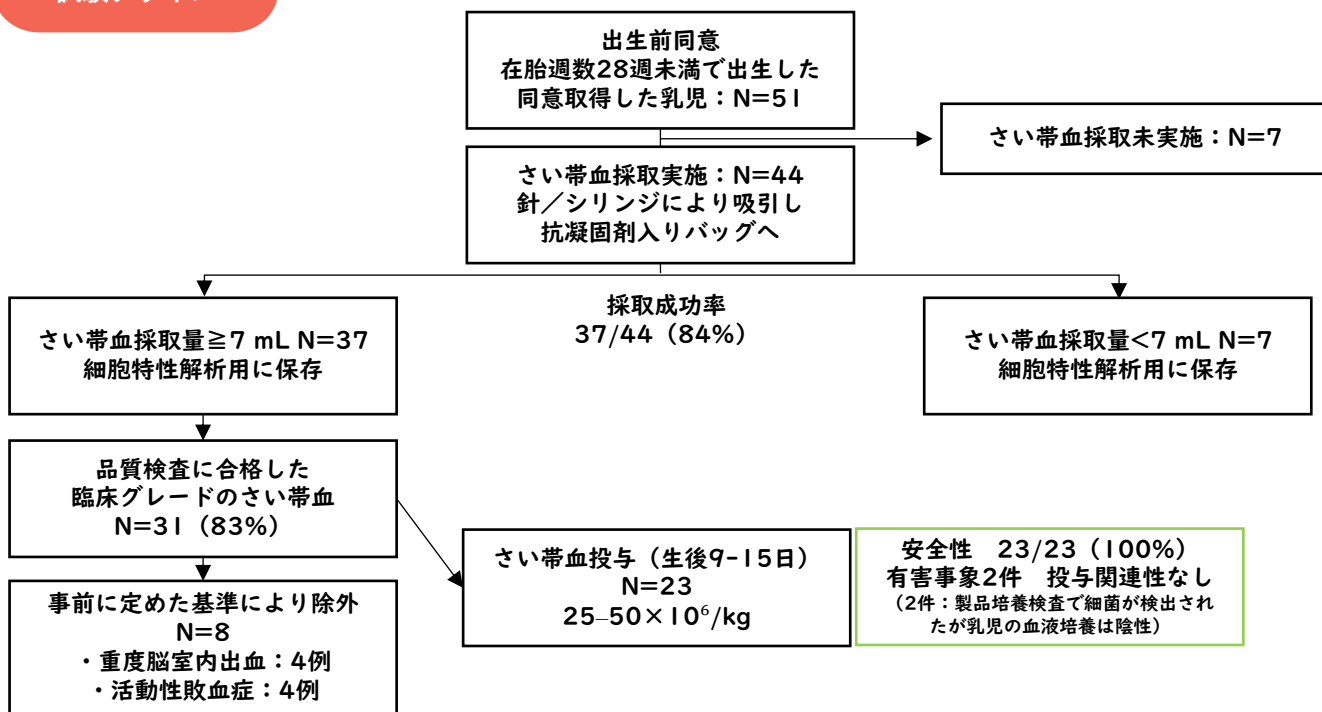 出生前同意
在胎週数28週未満で出生した
同意取得した乳児：N=51
さい帯血採取未実施：N=7
さい帯血採取実施：N=44
針／シリンジにより吸引し
抗凝固剤入りバッグへ
採取成功率
37/44（84%）
さい帯血採取量≧7 mL N=37
細胞特性解析用に保存
さい帯血採取量<7 mL N=7
細胞特性解析用に保存
品質検査に合格した
臨床グレードのさい帯血
N=31（83%）
さい帯血投与（生後9-15日）
N=23
25–50×10⁶/kg
安全性　23/23（100%）
有害事象2件　投与関連性なし
（2件：製品培養検査で細菌が検出され
たが乳児の血液培養は陰性）
事前に定めた基準により除外
N=8
・重度脳室内出血：4例
・活動性敗血症：4例